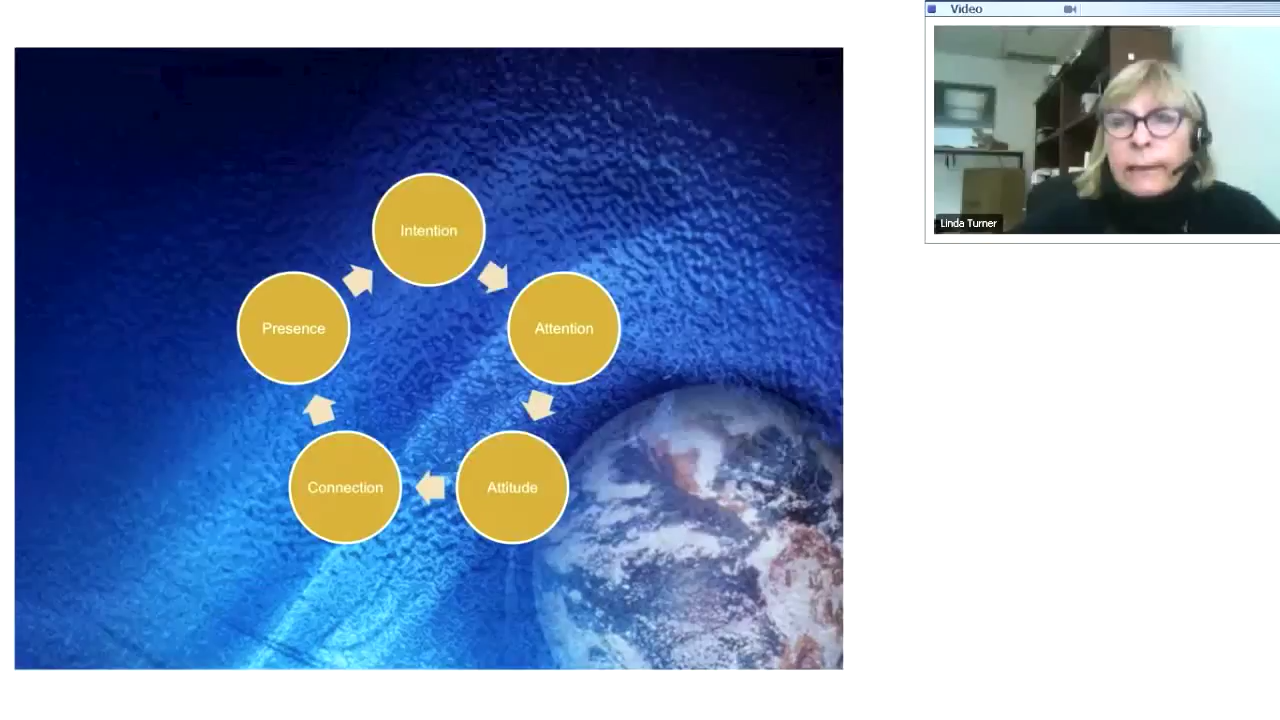 Video
Intention
Attention
Attitude
Connection
Presence
Linda Turner